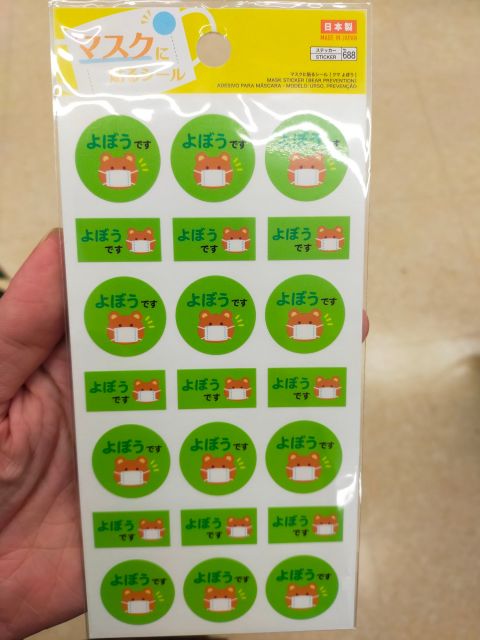 マスクに
貼るシール
日本製
MADE IN JAPAN
ステッカー
STICKER
No.
688
マスクに貼るシール(クマ よぼう)
MASK STICKER (BEAR PREVENTION)
ADESIVO PARA MÁSCARA - MODELO: URSO, PREVENÇÃO
よぼうです
よぼうです
よぼうです
よぼう
です
よぼう
です
よぼう
です
よぼうです
よぼうです
よぼうです
よぼう
です
よぼう
です
よぼう
です
よぼうです
よぼうです
よぼうです
よぼう
です
よぼう
です
よぼう
です
よぼうです
よぼうです
よぼうです